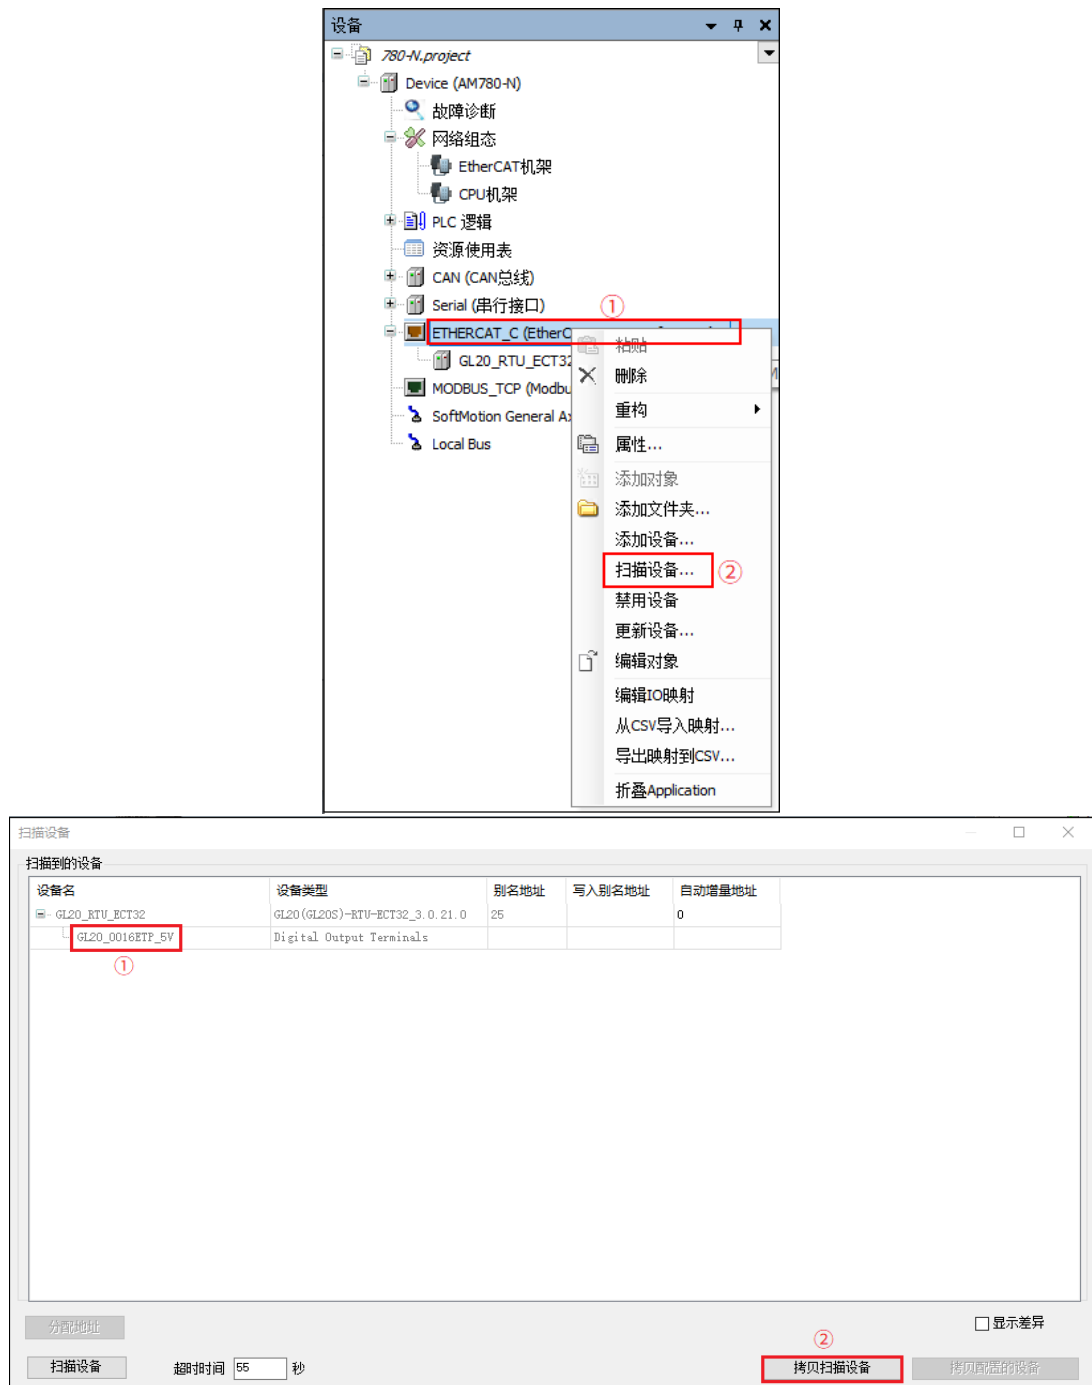 设备
780-N.project
Device (AM780-N)
故障诊断
网络组态
EtherCAT机架
CPU机架
PLC 逻辑
资源使用表
CAN (CAN总线)
Serial (串行接口)
①
ETHERCAT_C (EtherC
GL20_RTU_ECT32
MODBUS_TCP (Modbu
SoftMotion General Ax
Local Bus
粘贴
删除
重构
属性...
添加对象
添加文件夹...
添加设备...
扫描设备... ②
禁用设备
更新设备...
编辑对象
编辑IO映射
从CSV导入映射...
导出映射到CSV...
折叠Application
扫描设备
扫描到的设备
设备名 设备类型 别名地址 写入别名地址 自动增量地址
GL20_RTU_ECT32 GL20(GL20S)-RTU-ECT32_3.0.21.0 25 0
GL20_0016ETP_5V Digital Output Terminals
①
分配地址 显示差异
②
扫描设备 超时时间 55 秒 拷贝扫描设备 拷贝配置的设备